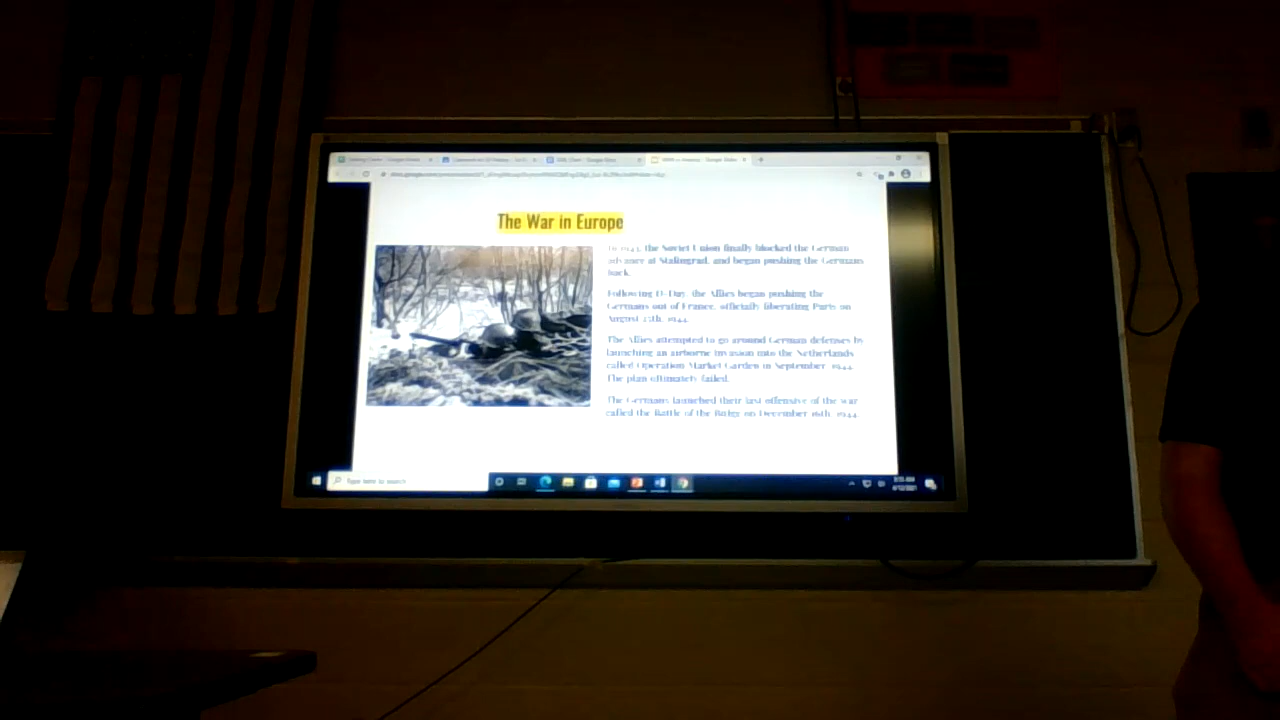 The War in Europe
the Soviet Union finally blocked the German
advance at Stalingrad, and began pushing the Germans
back.
Following D-Day, the Allies began pushing the
Germans out of France, officially liberating Paris on
August 1944.
The Allies attempted to go around German defenses by
launching an airborne invasion into the Netherlands
called Operation Market Garden in September 1944.
The plan ultimately failed.
The Germans launched their last offensive of the war
called the Battle of the Bulge on December 16th, 1944.
Type here to search